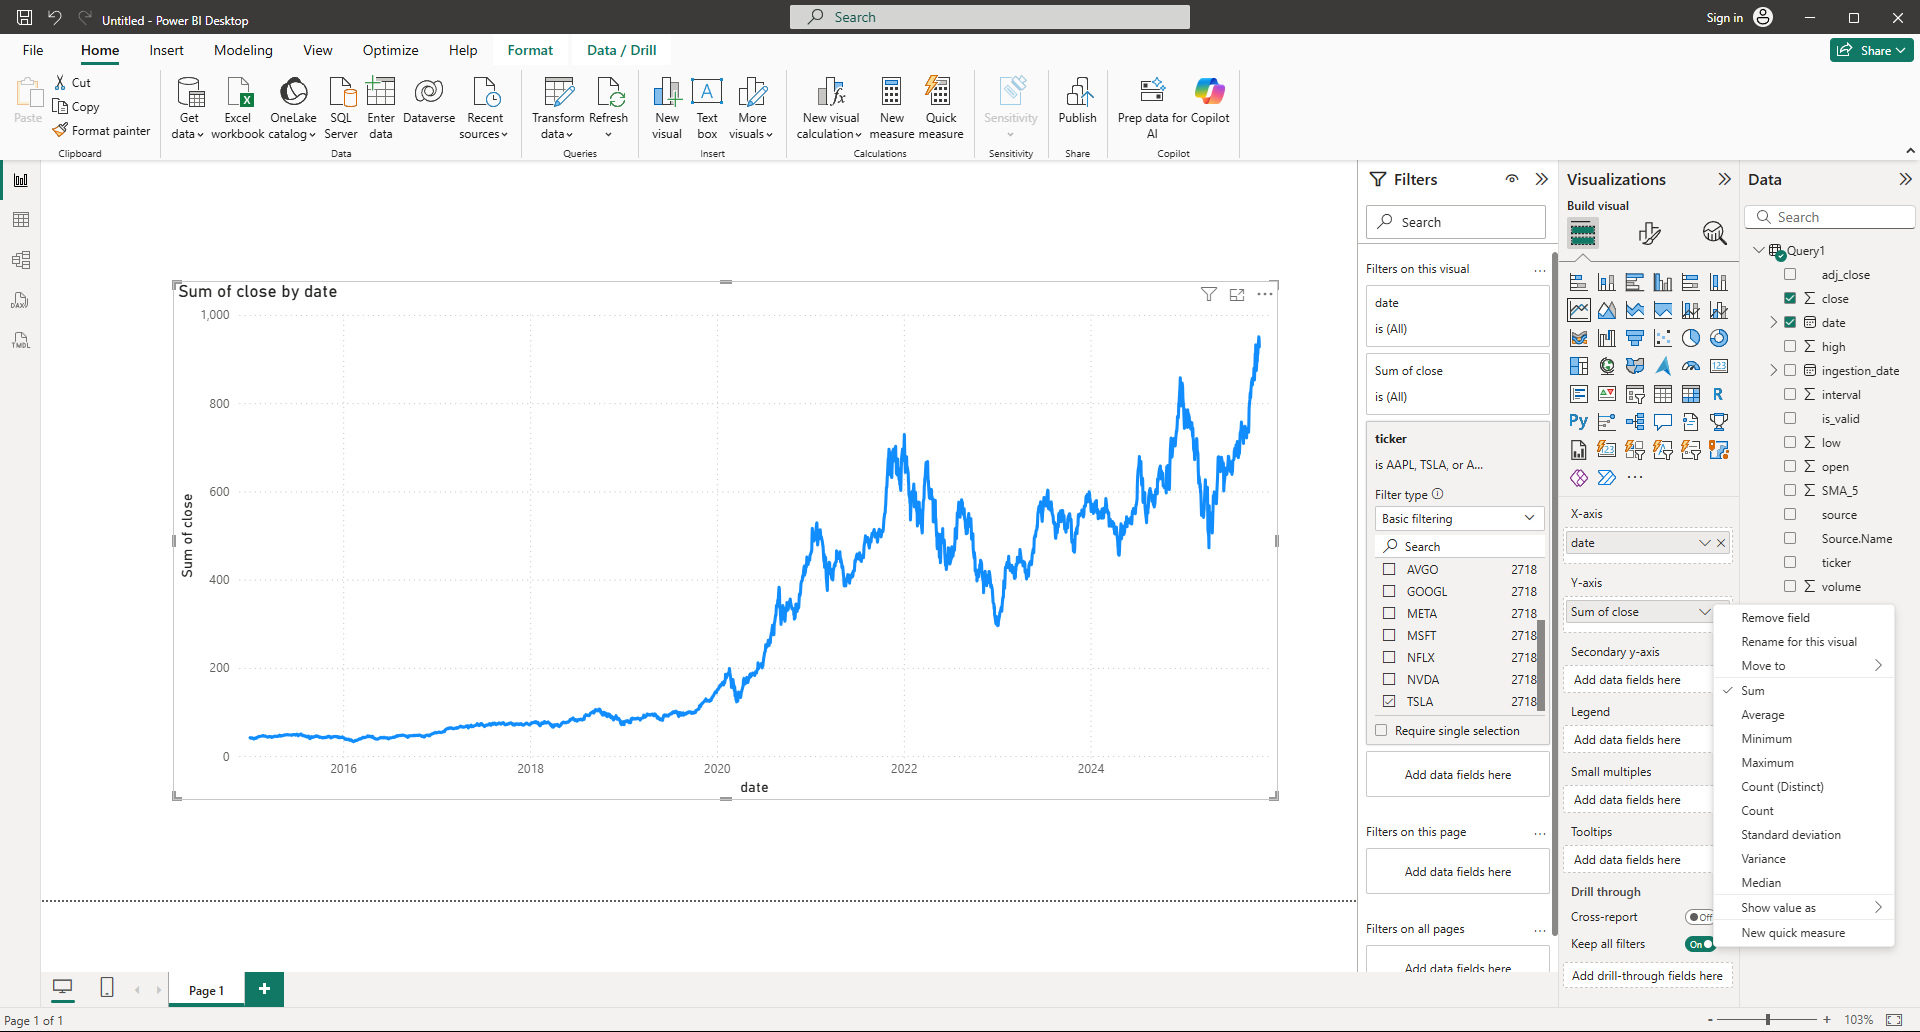 Untitled - Power BI Desktop
Search
Sign in
File
Home
Insert
Modeling
View
Optimize
Help
Format
Data / Drill
Share
Paste
Cut
Copy
Format painter
Clipboard
Get data
Excel workbook
OneLake catalog
SQL Server
Enter data
Dataverse
Recent sources
Data
Transform data
Refresh
Queries
New visual
Text box
More visuals
Insert
New visual calculation
New measure
Quick measure
Calculations
Sensitivity
Sensitivity
Publish
Share
Prep data for AI
Copilot
Copilot
DAX
TMDL
Sum of close by date
1,000
800
600
400
200
0
Sum of close
2016
2018
2020
2022
2024
date
Filters
Search
Filters on this visual
...
date
is (All)
Sum of close
is (All)
ticker
is AAPL, TSLA, or A...
Filter type
Basic filtering
Search
AVGO 2718
GOOGL 2718
META 2718
MSFT 2718
NFLX 2718
NVDA 2718
TSLA 2718
Require single selection
Add data fields here
Filters on this page
...
Add data fields here
Filters on all pages
...
Add data fields here
Visualizations
Build visual
123
R
Py
123
...
X-axis
date
Y-axis
Sum of close
Secondary y-axis
Add data fields here
Legend
Add data fields here
Small multiples
Add data fields here
Tooltips
Add data fields here
Drill through
Cross-report
Off
Keep all filters
On
Add drill-through fields here
Data
Search
Query1
adj_close
∑ close
date
∑ high
ingestion_date
∑ interval
is_valid
∑ low
∑ open
∑ SMA_5
source
Source.Name
ticker
∑ volume
Remove field
Rename for this visual
Move to
Sum
Average
Minimum
Maximum
Count (Distinct)
Count
Standard deviation
Variance
Median
Show value as
New quick measure
Page 1
+
Page 1 of 1
- + 103%